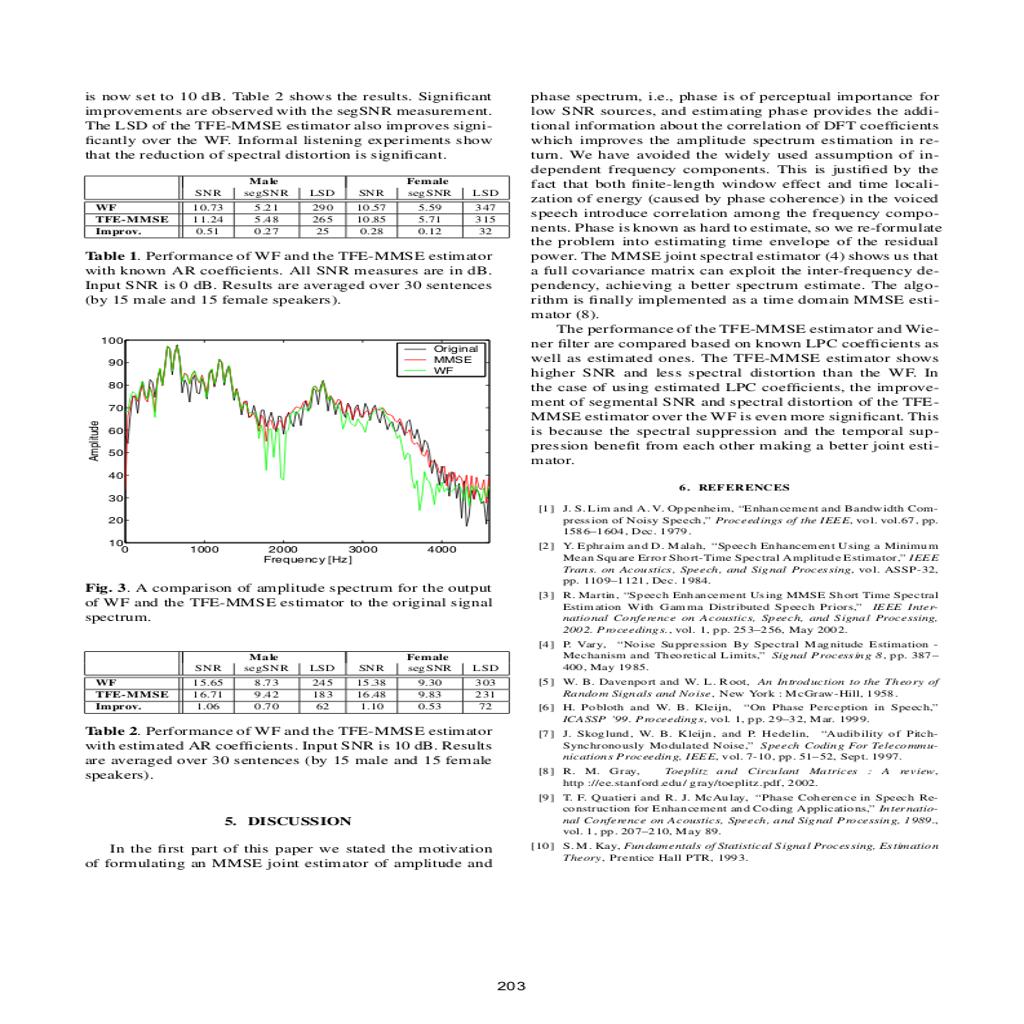 is now set to 10 dB. Table 2 shows the results. Significant
improvements are observed with the segSNR measurement.
The LSD of the TFE-MMSE estimator also improves signi-
ficantly over the WF. Informal listening experiments show
that the reduction of spectral distortion is significant.
Male Female
SNR segSNR LSD SNR segSNR LSD
WF 10.73 5.21 290 10.57 5.59 347
TFE-MMSE 11.24 5.48 265 10.85 5.71 315
Improv. 0.51 0.27 25 0.28 0.12 32
Table 1. Performance of WF and the TFE-MMSE estimator
with known AR coefficients. All SNR measures are in dB.
Input SNR is 0 dB. Results are averaged over 30 sentences
(by 15 male and 15 female speakers).
100
90
80
70
60
50
40
30
20
10
Amplitude
Original
MMSE
WF
0 1000 2000 3000 4000
Frequency [Hz]
Fig. 3. A comparison of amplitude spectrum for the output
of WF and the TFE-MMSE estimator to the original signal
spectrum.
Male Female
SNR segSNR LSD SNR segSNR LSD
WF 15.65 8.73 245 15.38 9.30 303
TFE-MMSE 16.71 9.42 183 16.48 9.83 231
Improv. 1.06 0.70 62 1.10 0.53 72
Table 2. Performance of WF and the TFE-MMSE estimator
with estimated AR coefficients. Input SNR is 10 dB. Results
are averaged over 30 sentences (by 15 male and 15 female
speakers).
5. DISCUSSION
In the first part of this paper we stated the motivation
of formulating an MMSE joint estimator of amplitude and
phase spectrum, i.e., phase is of perceptual importance for
low SNR sources, and estimating phase provides the addi-
tional information about the correlation of DFT coefficients
which improves the amplitude spectrum estimation in re-
turn. We have avoided the widely used assumption of in-
dependent frequency components. This is justified by the
fact that both finite-length window effect and time locali-
zation of energy (caused by phase coherence) in the voiced
speech introduce correlation among the frequency compo-
nents. Phase is known as hard to estimate, so we re-formulate
the problem into estimating time envelope of the residual
power. The MMSE joint spectral estimator (4) shows us that
a full covariance matrix can exploit the inter-frequency de-
pendency, achieving a better spectrum estimate. The algo-
rithm is finally implemented as a time domain MMSE esti-
mator (8).
The performance of the TFE-MMSE estimator and Wie-
ner filter are compared based on known LPC coefficients as
well as estimated ones. The TFE-MMSE estimator shows
higher SNR and less spectral distortion than the WF. In
the case of using estimated LPC coefficients, the improve-
ment of segmental SNR and spectral distortion of the TFE-
MMSE estimator over the WF is even more significant. This
is because the spectral suppression and the temporal sup-
pression benefit from each other making a better joint esti-
mator.
6. REFERENCES
[1] J. S. Lim and A. V. Oppenheim, “Enhancement and Bandwidth Com-
pression of Noisy Speech,” Proceedings of the IEEE, vol. vol.67, pp.
1586–1604, Dec. 1979.
[2] Y. Ephraim and D. Malah, “Speech Enhancement Using a Minimum
Mean Square Error Short-Time Spectral Amplitude Estimator,” IEEE
Trans. on Acoustics, Speech, and Signal Processing, vol. ASSP-32,
pp. 1109–1121, Dec. 1984.
[3] R. Martin, “Speech Enhancement Using MMSE Short Time Spectral
Estimation With Gamma Distributed Speech Priors,” IEEE Inter-
national Conference on Acoustics, Speech, and Signal Processing,
2002. Proceedings., vol. 1, pp. 253–256, May 2002.
[4] P. Vary, “Noise Suppression By Spectral Magnitude Estimation -
Mechanism and Theoretical Limits,” Signal Processing 8, pp. 387–
400, May 1985.
[5] W. B. Davenport and W. L. Root, An Introduction to the Theory of
Random Signals and Noise, New York : McGraw-Hill, 1958.
[6] H. Pobloth and W. B. Kleijn, “On Phase Perception in Speech,”
ICASSP '99. Proceedings, vol. 1, pp. 29–32, Mar. 1999.
[7] J. Skoglund, W. B. Kleijn, and P. Hedelin, “Audibility of Pitch-
Synchronously Modulated Noise,” Speech Coding For Telecommu-
nications Proceeding, IEEE, vol. 7-10, pp. 51–52, Sept. 1997.
[8] R. M. Gray, Toeplitz and Circulant Matrices : A review,
http ://ee.stanford.edu/ gray/toeplitz.pdf, 2002.
[9] T. F. Quatieri and R. J. McAulay, “Phase Coherence in Speech Re-
construction for Enhancement and Coding Applications,” Internatio-
nal Conference on Acoustics, Speech, and Signal Processing, 1989.,
vol. 1, pp. 207–210, May 89.
[10] S. M. Kay, Fundamentals of Statistical Signal Processing, Estimation
Theory, Prentice Hall PTR, 1993.
203